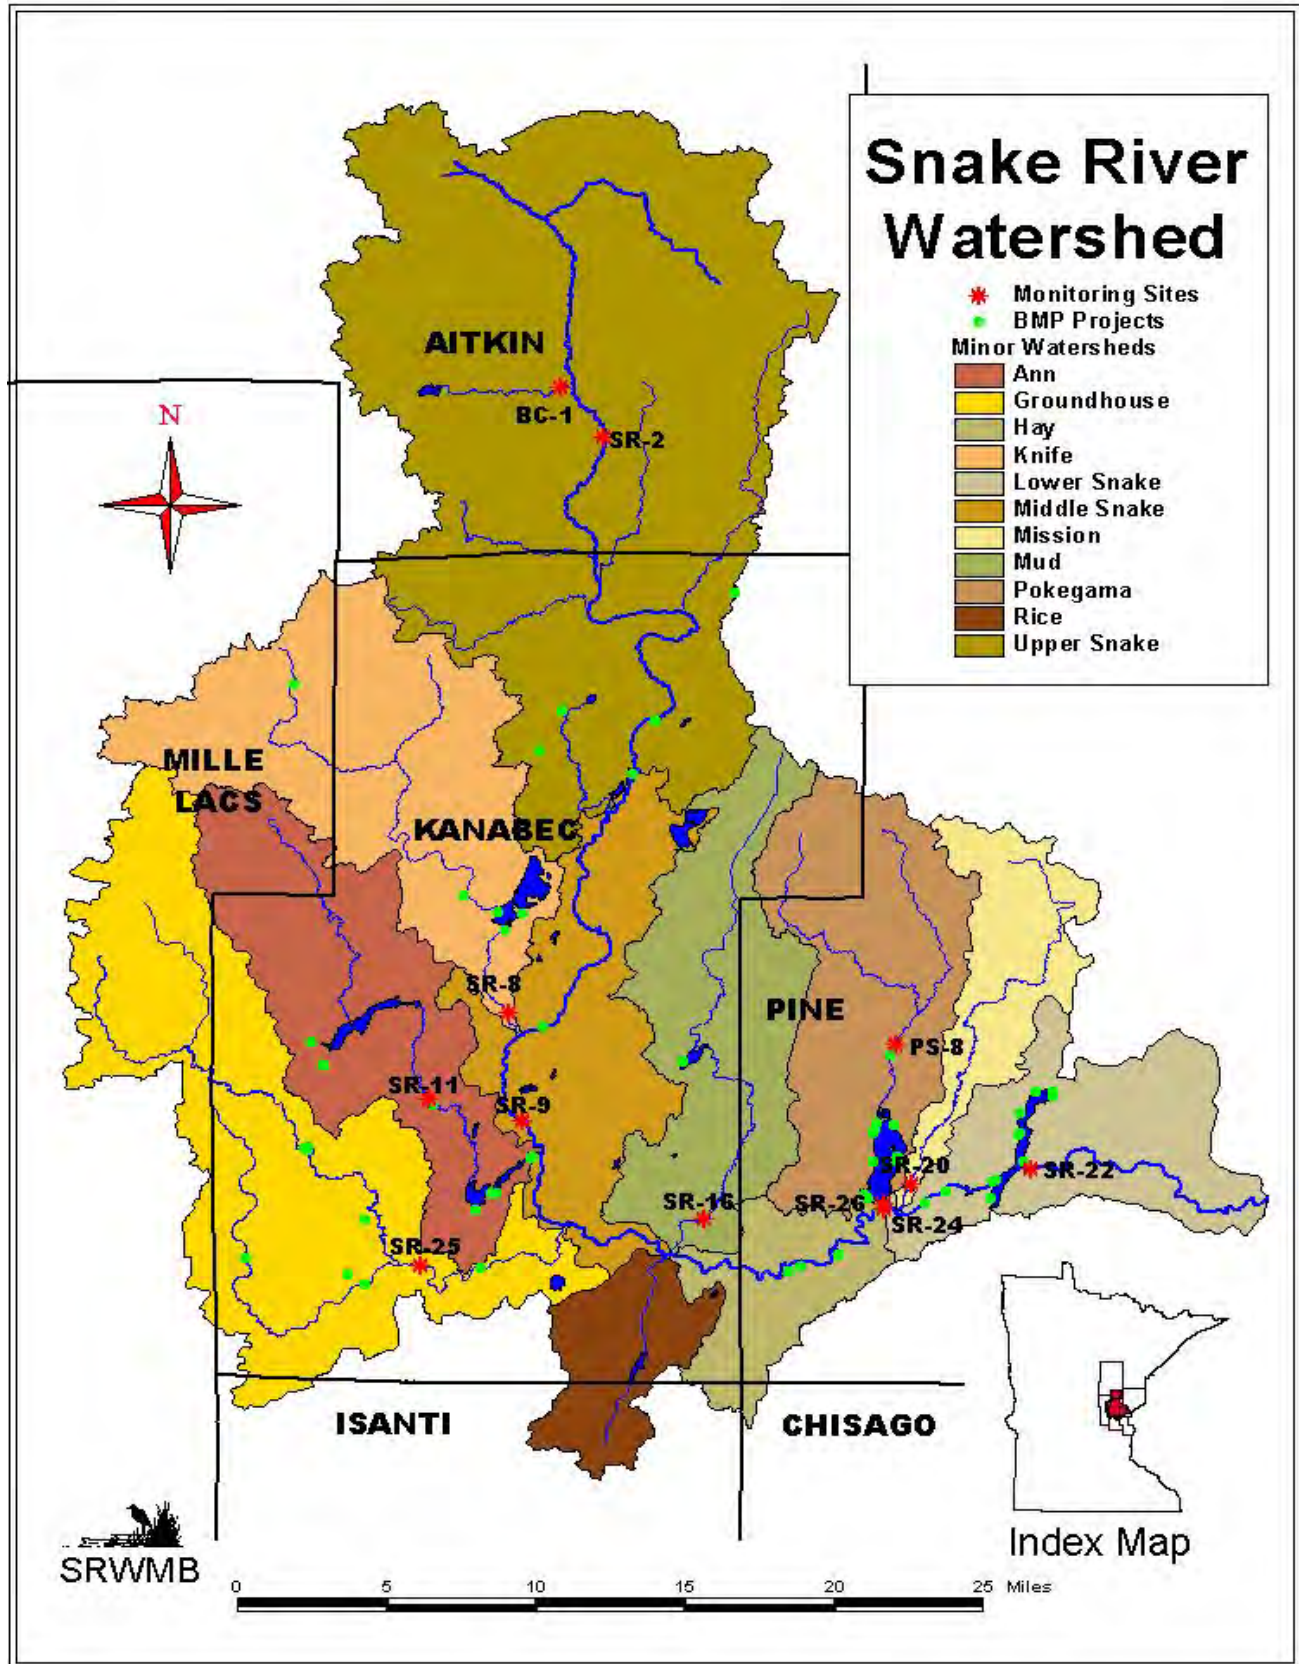 Snake River
Watershed
Monitoring Sites
BMP Projects
Minor Watersheds
Ann
Groundhouse
Hay
Knife
Lower Snake
Middle Snake
Mission
Mud
Pokegama
Rice
Upper Snake
AITKIN
N
BC-1
SR-2
MILLE
LACS
KANABEC
SR-8
PINE
PS-8
SR-11
SR-9
SR-20
SR-22
SR-16
SR-26
SR-24
SR-25
ISANTI
CHISAGO
Index Map
SRWMB
0 5 10 15 20 25 Miles